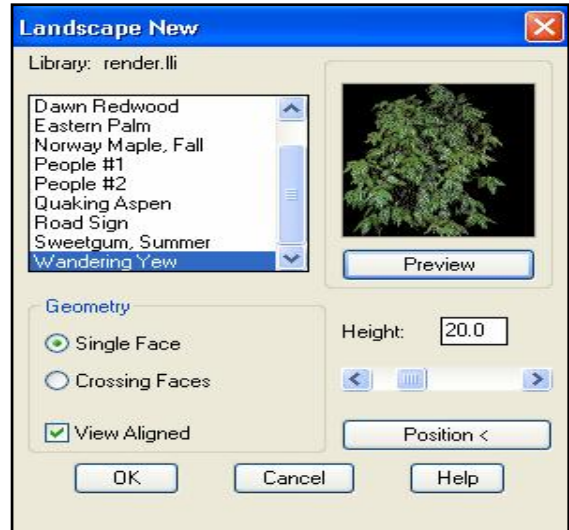 Landscape New
Library: render.lli
Dawn Redwood
Eastern Palm
Norway Maple, Fall
People #1
People #2
Quaking Aspen
Road Sign
Sweetgum, Summer
Wandering Yew
Preview
Geometry
Single Face
Crossing Faces
View Aligned
Height: 20.0
Position <
OK Cancel Help